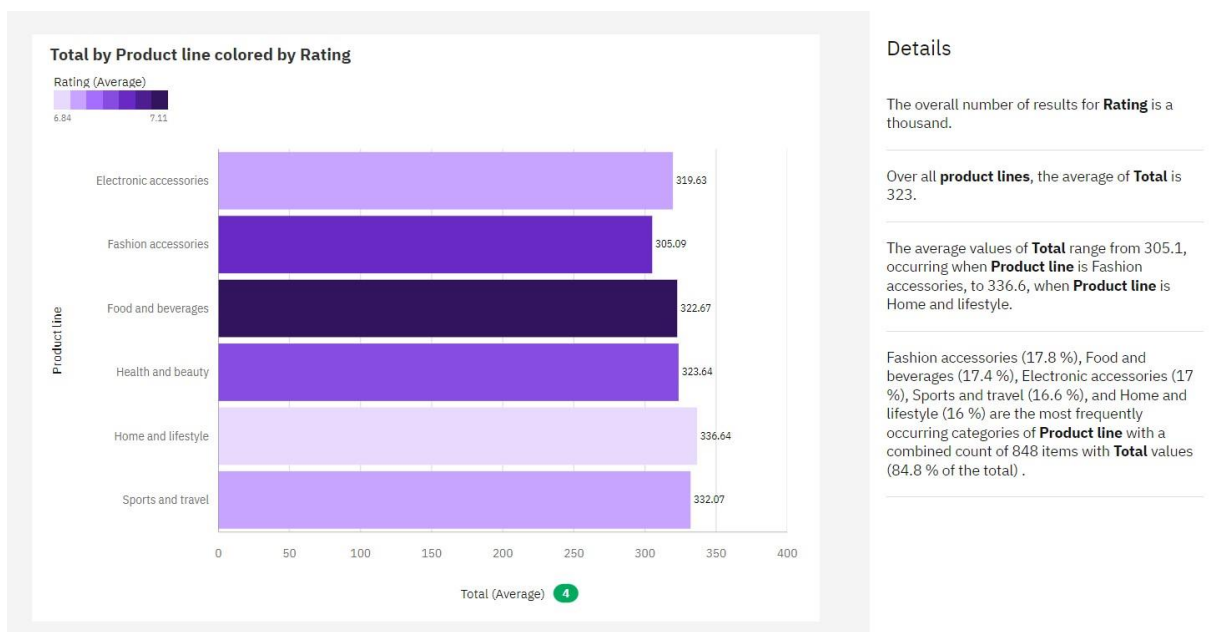 Total by Product line colored by Rating
Rating (Average)
6.84 7.11
Product line
Electronic accessories 319.63
Fashion accessories 305.09
Food and beverages 322.67
Health and beauty 323.64
Home and lifestyle 336.64
Sports and travel 332.07
0 50 100 150 200 250 300 350 400
Total (Average) 4
Details
The overall number of results for Rating is a
thousand.
Over all product lines, the average of Total is
323.
The average values of Total range from 305.1,
occurring when Product line is Fashion
accessories, to 336.6, when Product line is
Home and lifestyle.
Fashion accessories (17.8 %), Food and
beverages (17.4 %), Electronic accessories (17
%), Sports and travel (16.6 %), and Home and
lifestyle (16 %) are the most frequently
occurring categories of Product line with a
combined count of 848 items with Total values
(84.8 % of the total) .